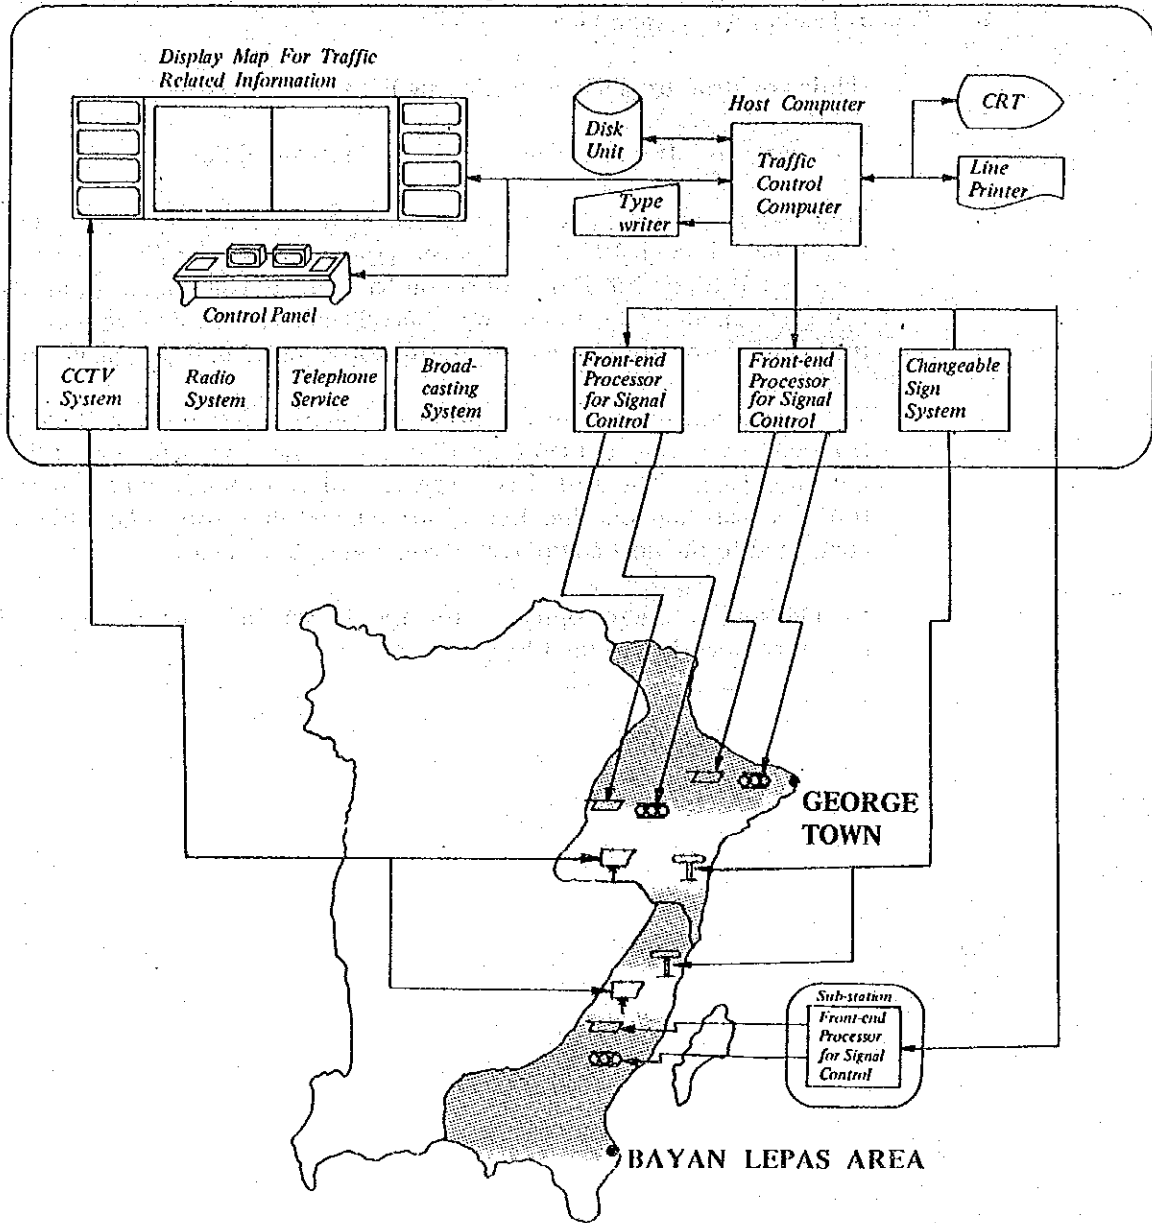 Display Map For Traffic
Related Information
Disk
Unit
Host Computer
Traffic
Control
Computer
CRT
Line
Printer
Type
writer
Control Panel
CCTV
System
Radio
System
Telephone
Service
Broad-
casting
System
Front-end
Processor
for Signal
Control
Front-end
Processor
for Signal
Control
Changeable
Sign
System
GEORGE
TOWN
Sub-station
Front-end
Processor
for Signal
Control
BAYAN LEPAS AREA